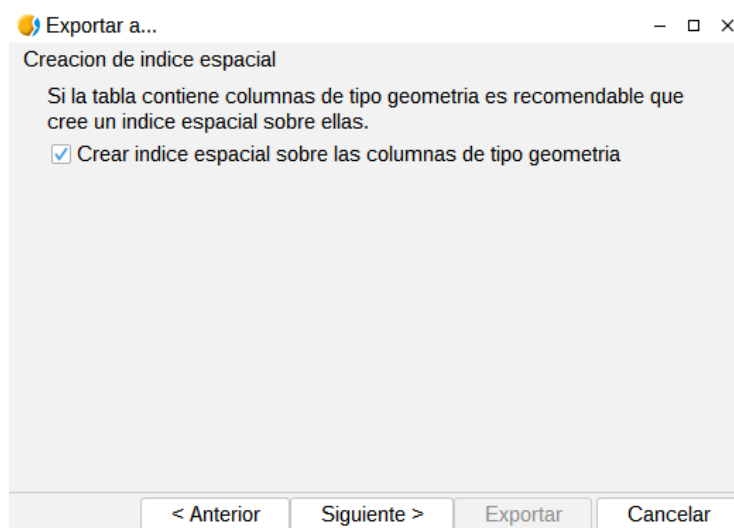 Exportar a...
Creacion de indice espacial
Si la tabla contiene columnas de tipo geometria es recomendable que
cree un indice espacial sobre ellas.
Crear indice espacial sobre las columnas de tipo geometria
< Anterior
Siguiente >
Exportar
Cancelar